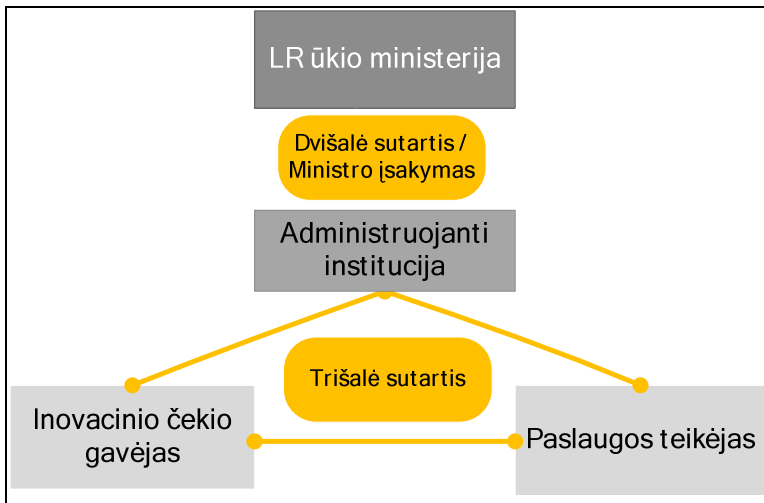 LR ūkio ministerija
Dvišalė sutartis /
Ministro įsakymas
Administruojanti
institucija
Trišalė sutartis
Inovacinio čekio
gavėjas
Paslaugos teikėjas